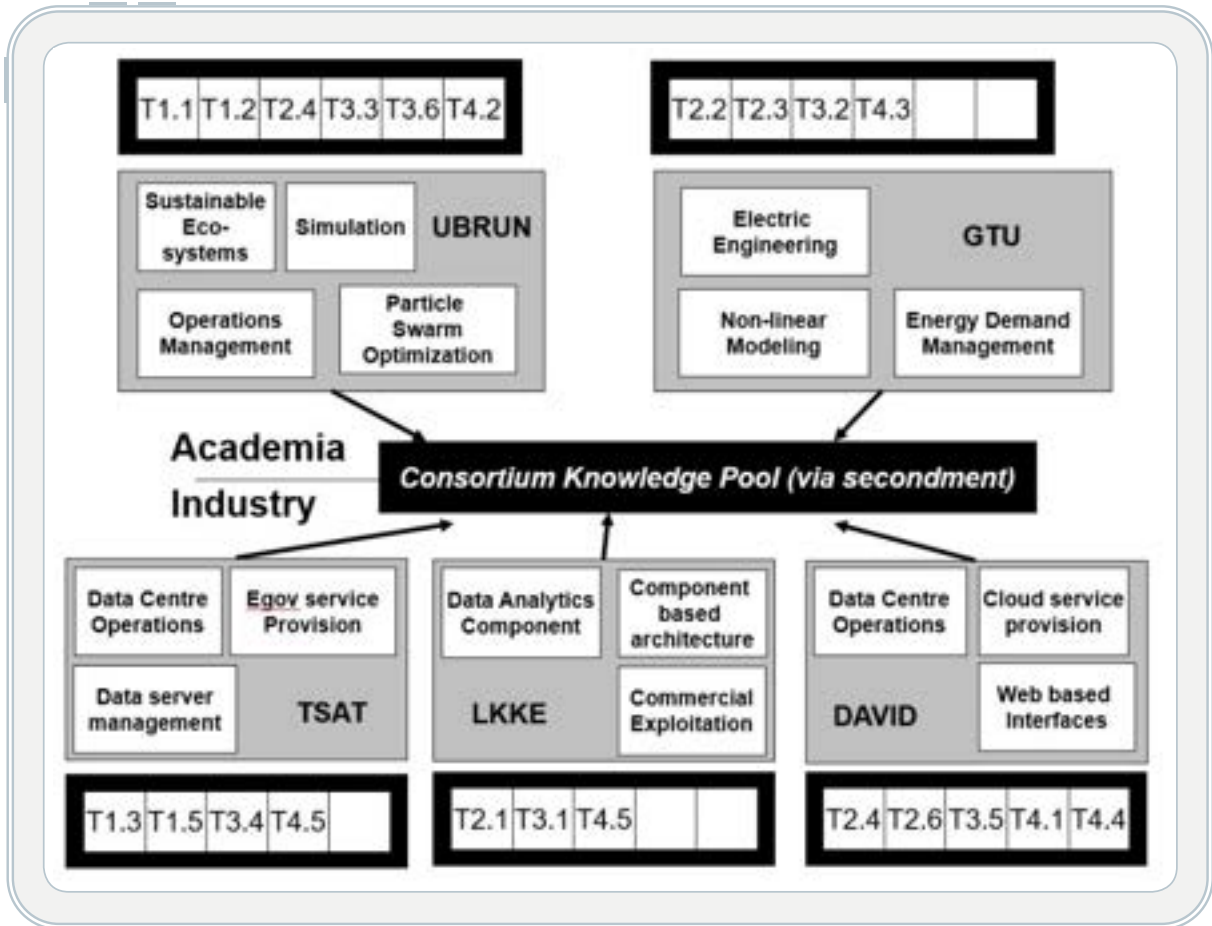 T1.1 T1.2 T2.4 T3.3 T3.6 T4.2
T2.2 T2.3 T3.2 T4.3
Sustainable
Eco-
systems
Simulation
UBRUN
Operations
Management
Particle
Swarm
Optimization
Electric
Engineering
GTU
Non-linear
Modeling
Energy Demand
Management
Academia
Industry
Consortium Knowledge Pool (via secondment)
Data Centre
Operations
Egov service
Provision
Data server
management
TSAT
Data Analytics
Component
Component
based
architecture
LKKE
Commercial
Exploitation
Data Centre
Operations
Cloud service
provision
DAVID
Web based
Interfaces
T1.3 T1.5 T3.4 T4.5
T2.1 T3.1 T4.5
T2.4 T2.6 T3.5 T4.1 T4.4